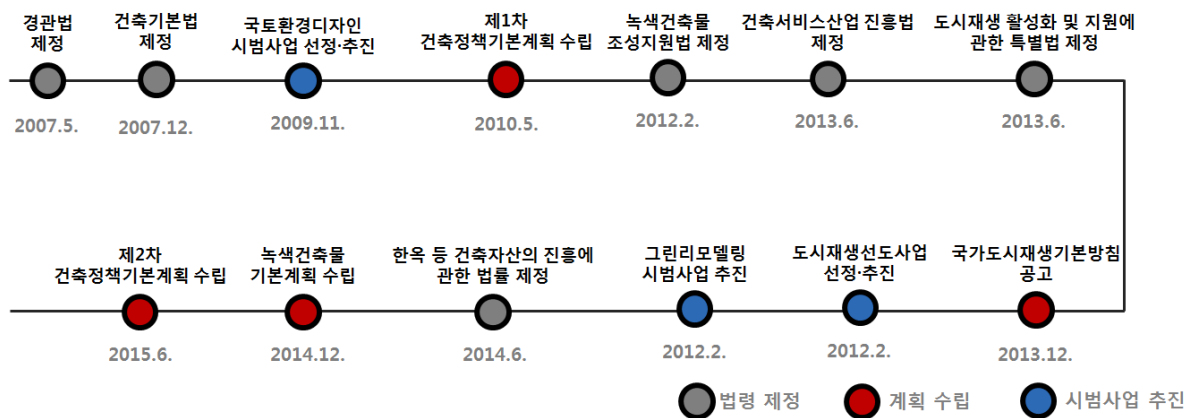 경관법
제정
2007.5.
건축기본법
제정
2007.12.
국토환경디자인
시범사업 선정·추진
2009.11.
제1차
건축정책기본계획 수립
2010.5.
녹색건축물
조성지원법 제정
2012.2.
건축서비스산업 진흥법
제정
2013.6.
도시재생 활성화 및 지원에
관한 특별법 제정
2013.6.
제2차
건축정책기본계획 수립
2015.6.
녹색건축물
기본계획 수립
2014.12.
한옥 등 건축자산의 진흥에
관한 법률 제정
2014.6.
그린리모델링
시범사업 추진
2012.2.
도시재생선도사업
선정·추진
2012.2.
국가도시재생기본방침
공고
2013.12.
법령 제정
계획 수립
시범사업 추진